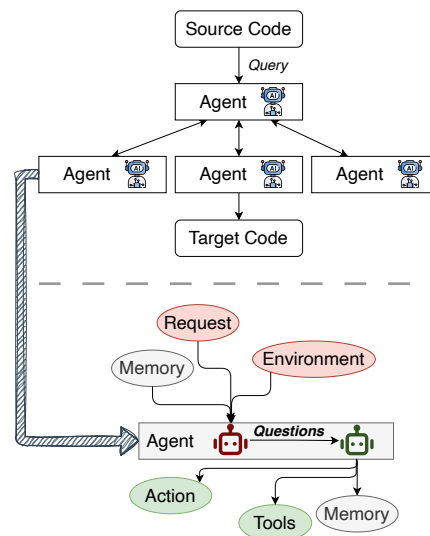 Source Code
Query
Agent
AI
Agent
AI
Agent
AI
Agent
AI
Target Code
Request
Memory
Environment
Agent
Questions
Action
Tools
Memory